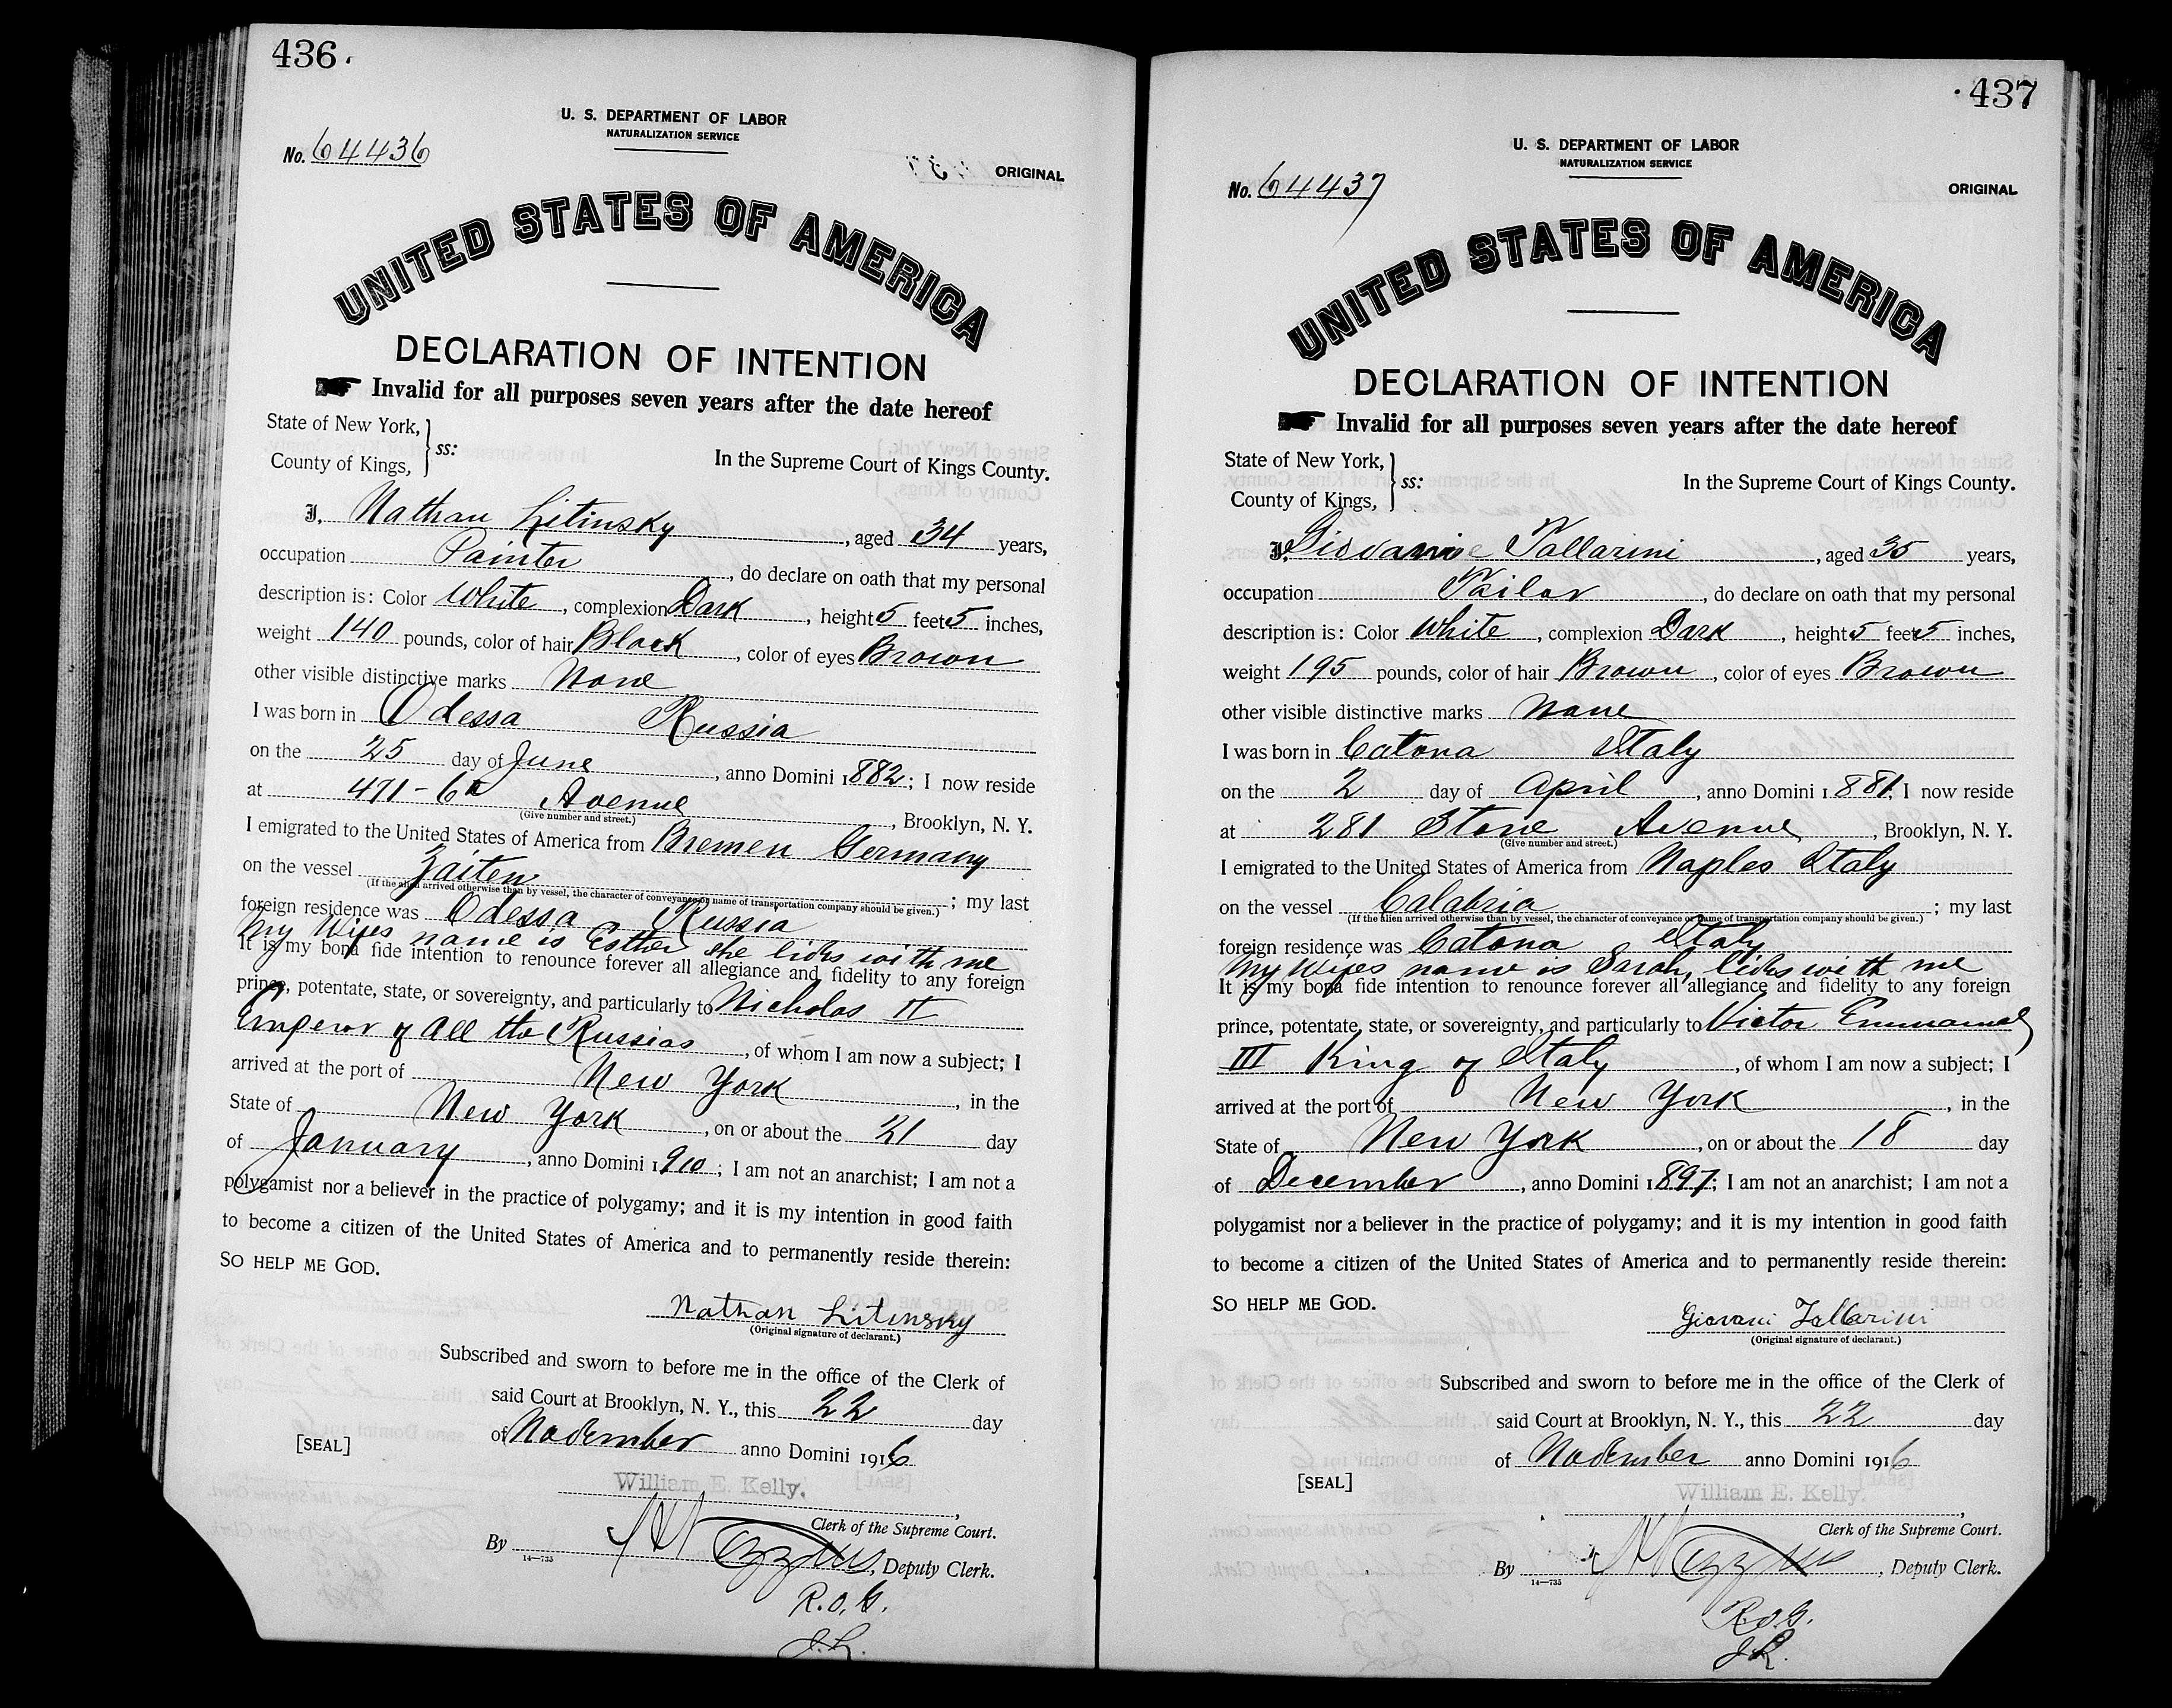 436.
U. S. DEPARTMENT OF LABOR
NATURALIZATION SERVICE
No. 64436
ORIGINAL
UNITED STATES OF AMERICA
DECLARATION OF INTENTION
Invalid for all purposes seven years after the date hereof
State of New York,
ss:
County of Kings,
In the Supreme Court of Kings County.
I, Nathan Litinsky, aged 34 years,
occupation Painter, do declare on oath that my personal
description is: Color White, complexion Dark, height 5 feet 5 inches,
weight 140 pounds, color of hair Black, color of eyes Brown
other visible distinctive marks None
I was born in Odessa Russia
on the 25 day of June, anno Domini 1882; I now reside
at 471-6th Avenue, Brooklyn, N. Y.
(Give number and street.)
I emigrated to the United States of America from Bremen Germany
on the vessel Zaiten; my last
(If the alien arrived otherwise than by vessel, the character of conveyance or name of transportation company should be given.)
foreign residence was Odessa Russia
My Wifes name is Esther she lives with me
It is my bona fide intention to renounce forever all allegiance and fidelity to any foreign
prince, potentate, state, or sovereignty, and particularly to Nicholas II
Emperor of all the Russias, of whom I am now a subject; I
arrived at the port of New York, in the
State of New York, on or about the 21 day
of January, anno Domini 1910; I am not an anarchist; I am not a
polygamist nor a believer in the practice of polygamy; and it is my intention in good faith
to become a citizen of the United States of America and to permanently reside therein:
SO HELP ME GOD.
Nathan Litinsky
(Original signature of declarant.)
Subscribed and sworn to before me in the office of the Clerk of
said Court at Brooklyn, N. Y., this 22 day
of November anno Domini 1916
[SEAL]
William E. Kelly.
Clerk of the Supreme Court.
By Deputy Clerk.
14—735
R.O.G.
J.L.
437
U. S. DEPARTMENT OF LABOR
NATURALIZATION SERVICE
No. 64437
ORIGINAL
UNITED STATES OF AMERICA
DECLARATION OF INTENTION
Invalid for all purposes seven years after the date hereof
State of New York,
ss:
County of Kings,
In the Supreme Court of Kings County.
I, Tallarini, aged 35 years,
occupation Tailor, do declare on oath that my personal
description is: Color White, complexion Dark, height 5 feet 5 inches,
weight 195 pounds, color of hair Brown, color of eyes Brown
other visible distinctive marks None
I was born in Catona Italy
on the 2 day of April, anno Domini 1881; I now reside
at 281 Stone Avenue, Brooklyn, N. Y.
(Give number and street.)
I emigrated to the United States of America from Naples Italy
on the vessel Calabria; my last
(If the alien arrived otherwise than by vessel, the character of conveyance or name of transportation company should be given.)
foreign residence was Catona Italy
My Wifes name is Sarah, lives with me
It is my bona fide intention to renounce forever all allegiance and fidelity to any foreign
prince, potentate, state, or sovereignty, and particularly to Victor Emmanuel
III King of Italy, of whom I am now a subject; I
arrived at the port of New York, in the
State of New York, on or about the 18 day
of December, anno Domini 1897; I am not an anarchist; I am not a
polygamist nor a believer in the practice of polygamy; and it is my intention in good faith
to become a citizen of the United States of America and to permanently reside therein:
SO HELP ME GOD.
Giovani Tallarini
(Original signature of declarant.)
Subscribed and sworn to before me in the office of the Clerk of
said Court at Brooklyn, N. Y., this 22 day
of November anno Domini 1916
[SEAL]
William E. Kelly.
Clerk of the Supreme Court.
By Deputy Clerk.
14—735
R.O.G.
J.L.